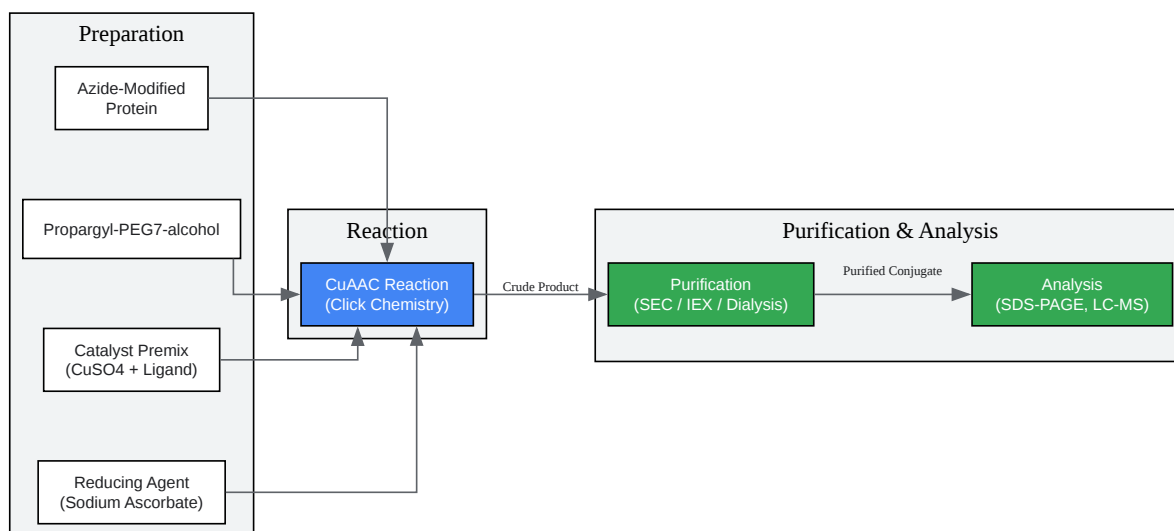 Preparation
Azide-Modified
Protein
Propargyl-PEG7-alcohol
Catalyst Premix
(CuSO4 + Ligand)
Reducing Agent
(Sodium Ascorbate)
Reaction
CuAAC Reaction
(Click Chemistry)
Crude Product
Purification & Analysis
Purification
(SEC / IEX / Dialysis)
Purified Conjugate
Analysis
(SDS-PAGE, LC-MS)